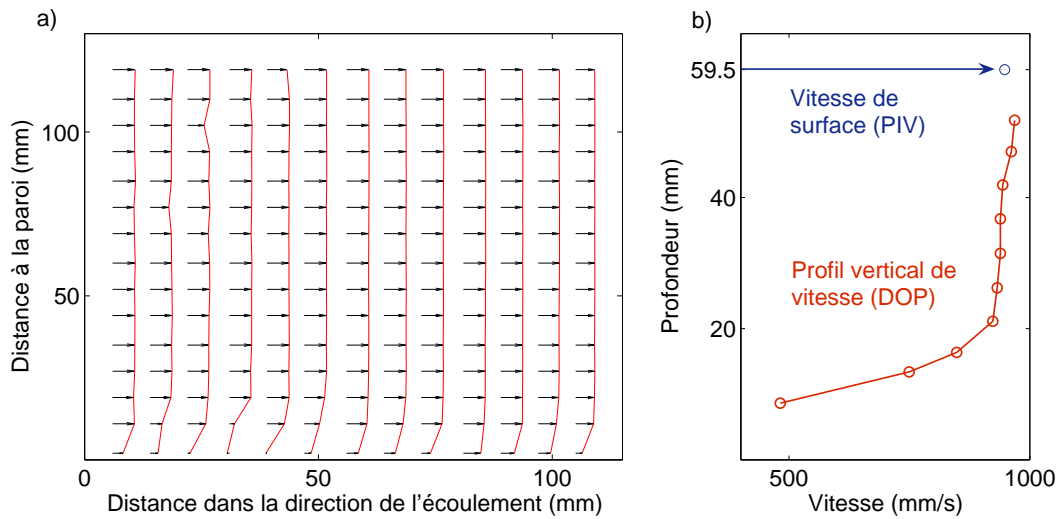 a)
Distance à la paroi (mm)
100
50
0
50
100
Distance dans la direction de l'écoulement (mm)
b)
Profondeur (mm)
59.5
40
20
Vitesse de
surface (PIV)
Profil vertical de
vitesse (DOP)
500
1000
Vitesse (mm/s)